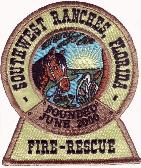 SOUTHWEST RANCHES, FLORIDA
FOUNDED
JUNE 2000
FIRE-RESCUE